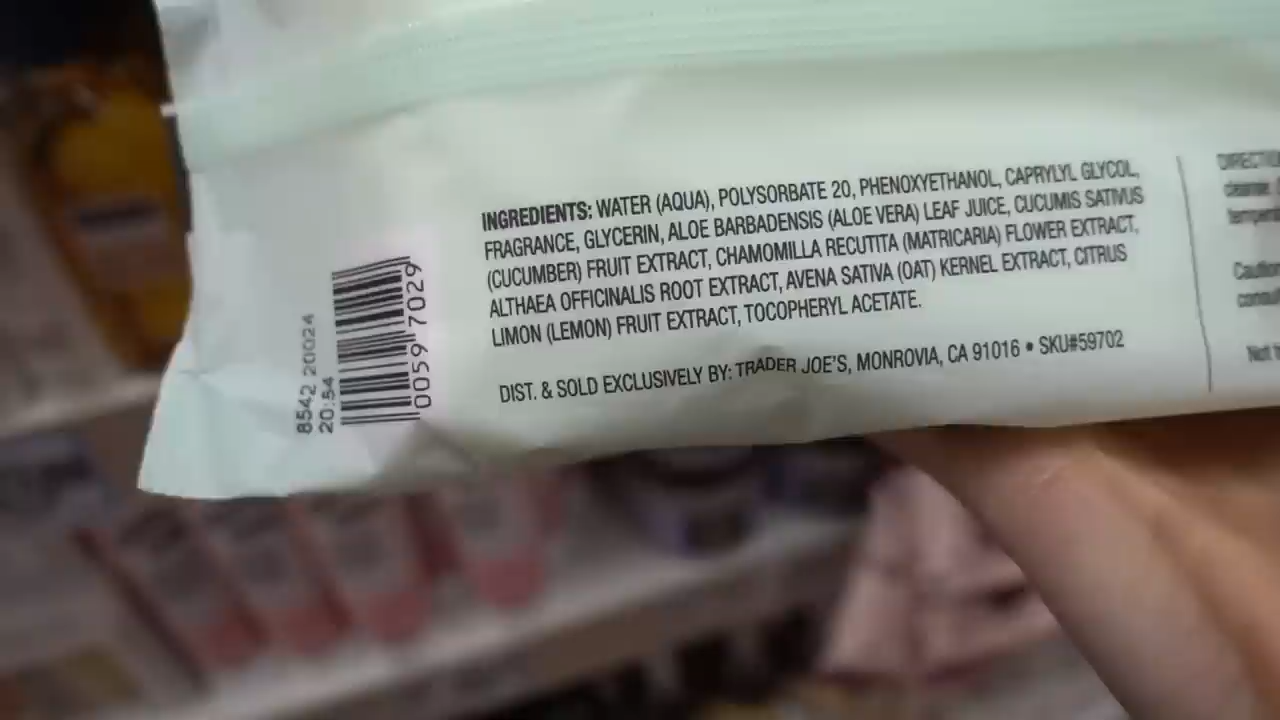 INGREDIENTS: WATER (AQUA), POLYSORBATE 20, PHENOXYETHANOL, CAPRYLYL GLYCOL,
FRAGRANCE, GLYCERIN, ALOE BARBADENSIS (ALOE VERA) LEAF JUICE, CUCUMIS SATIVUS
(CUCUMBER) FRUIT EXTRACT, CHAMOMILLA RECUTITA (MATRICARIA) FLOWER EXTRACT,
ALTHAEA OFFICINALIS ROOT EXTRACT, AVENA SATIVA (OAT) KERNEL EXTRACT, CITRUS
LIMON (LEMON) FRUIT EXTRACT, TOCOPHERYL ACETATE.
DIST. & SOLD EXCLUSIVELY BY: TRADER JOE'S, MONROVIA, CA 91016 • SKU#59702
8542 20024
20:54
0059 7029